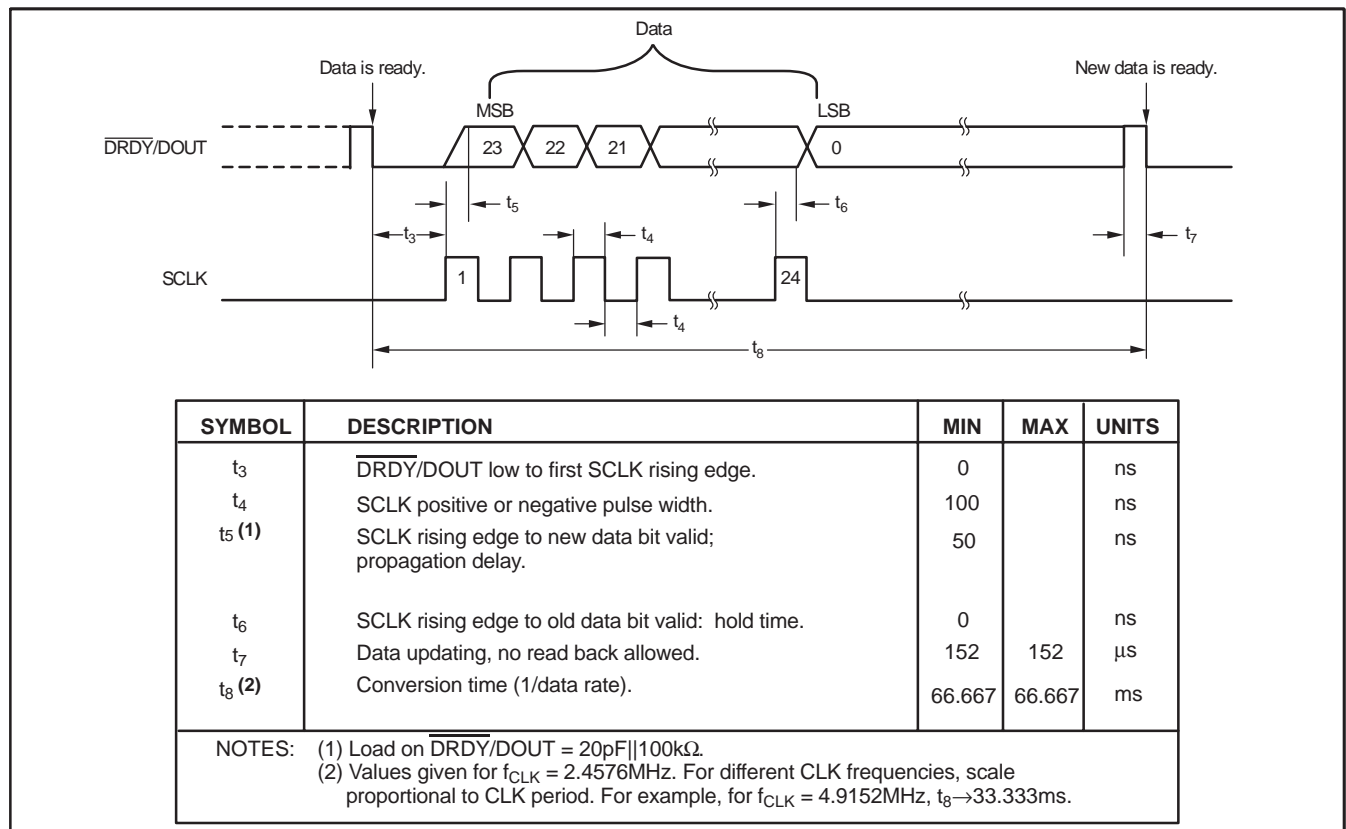 Data
Data is ready.
New data is ready.
MSB
LSB
DRDY/DOUT
23
22
21
0
t5
t6
t3
t4
t7
SCLK
1
24
t4
t8
SYMBOL DESCRIPTION MIN MAX UNITS
t3 DRDY/DOUT low to first SCLK rising edge. 0 ns
t4 SCLK positive or negative pulse width. 100 ns
t5 (1) SCLK rising edge to new data bit valid; 50 ns
propagation delay.
t6 SCLK rising edge to old data bit valid: hold time. 0 ns
t7 Data updating, no read back allowed. 152 152 μs
t8 (2) Conversion time (1/data rate). 66.667 66.667 ms
NOTES: (1) Load on DRDY/DOUT = 20pF||100kΩ.
(2) Values given for fCLK = 2.4576MHz. For different CLK frequencies, scale
proportional to CLK period. For example, for fCLK = 4.9152MHz, t8→33.333ms.